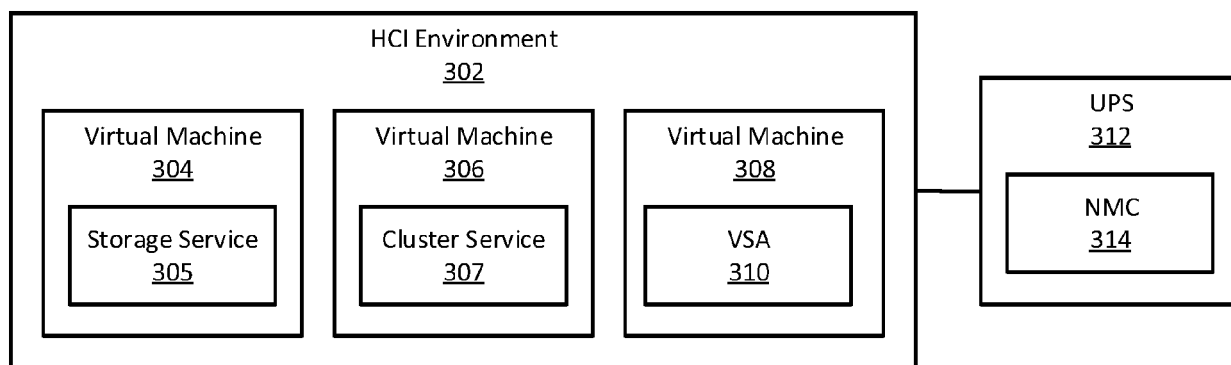 HCI Environment
302
Virtual Machine
304
Storage Service
305
Virtual Machine
306
Cluster Service
307
Virtual Machine
308
VSA
310
UPS
312
NMC
314